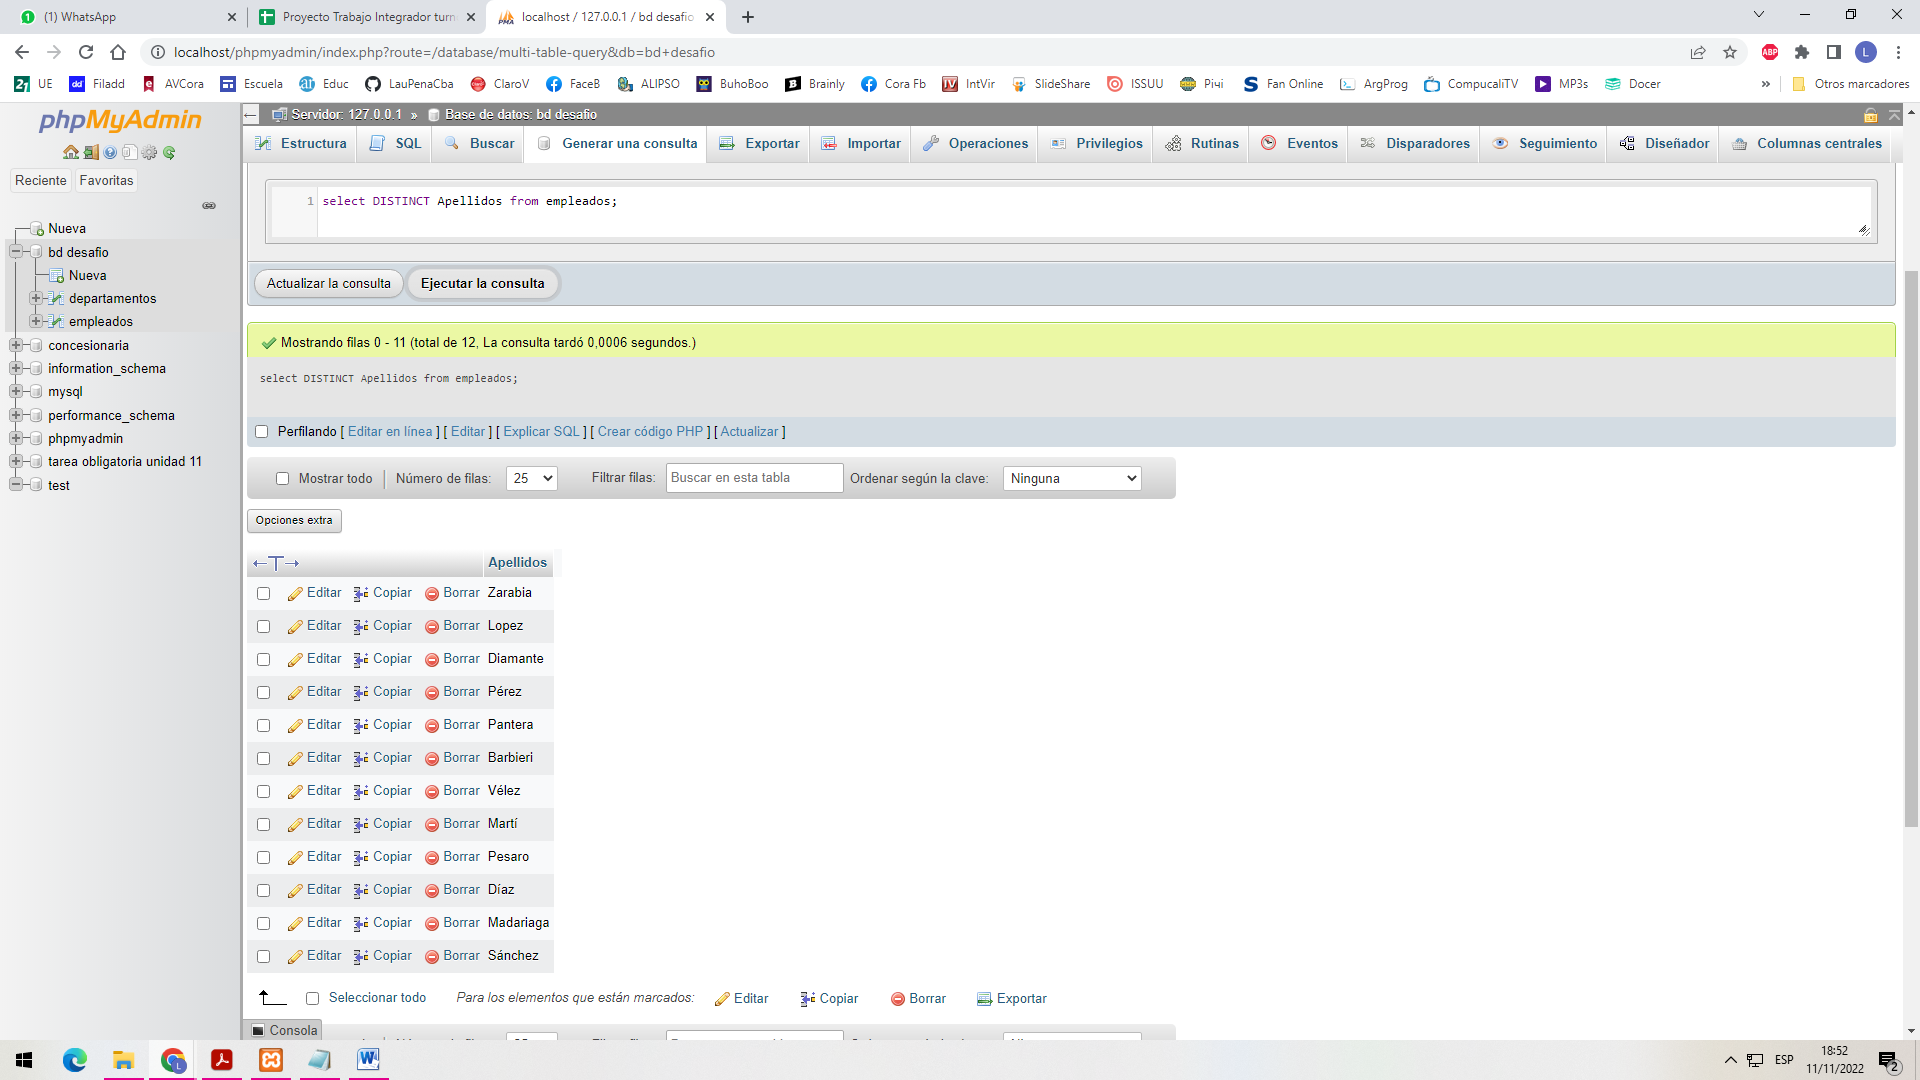 (1) WhatsApp
Proyecto Trabajo Integrador turn
localhost / 127.0.0.1 / bd desafio
localhost/phpmyadmin/index.php?route=/database/multi-table-query&db=bd+desafio
UE Filadd AVCora Escuela Educ LauPenaCba ClaroV FaceB ALIPSO BuhoBoo Brainly Cora Fb IntVir SlideShare ISSUU Piui Fan Online ArgProg CompucaliTV MP3s Docer » Otros marcadores
phpMyAdmin
Servidor: 127.0.0.1 » Base de datos: bd desafio
Estructura SQL Buscar Generar una consulta Exportar Importar Operaciones Privilegios Rutinas Eventos Disparadores Seguimiento Diseñador Columnas centrales
Reciente Favoritas
Nueva
bd desafio
Nueva
departamentos
empleados
concesionaria
information_schema
mysql
performance_schema
phpmyadmin
tarea obligatoria unidad 11
test
1 select DISTINCT Apellidos from empleados;
Actualizar la consulta Ejecutar la consulta
Mostrando filas 0 - 11 (total de 12, La consulta tardó 0,0006 segundos.)
select DISTINCT Apellidos from empleados;
Perfilando [ Editar en línea ] [ Editar ] [ Explicar SQL ] [ Crear código PHP ] [ Actualizar ]
Mostrar todo Número de filas: 25 Filtrar filas: Buscar en esta tabla Ordenar según la clave: Ninguna
Opciones extra
←T→ Apellidos
Editar Copiar Borrar Zarabia
Editar Copiar Borrar Lopez
Editar Copiar Borrar Diamante
Editar Copiar Borrar Pérez
Editar Copiar Borrar Pantera
Editar Copiar Borrar Barbieri
Editar Copiar Borrar Vélez
Editar Copiar Borrar Martí
Editar Copiar Borrar Pesaro
Editar Copiar Borrar Díaz
Editar Copiar Borrar Madariaga
Editar Copiar Borrar Sánchez
Seleccionar todo Para los elementos que están marcados: Editar Copiar Borrar Exportar
Consola
ESP
18:52
11/11/2022
2